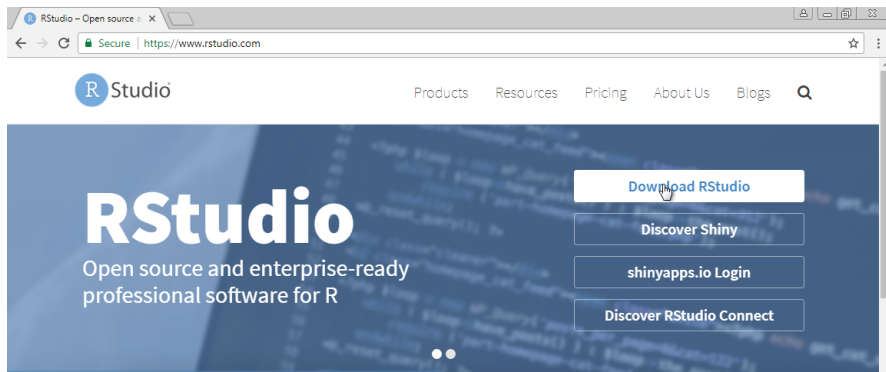 RStudio – Open source a
Secure https://www.rstudio.com
R Studio
Products Resources Pricing About Us Blogs
RStudio
Open source and enterprise-ready
professional software for R
Download RStudio
Discover Shiny
shinyapps.io Login
Discover RStudio Connect